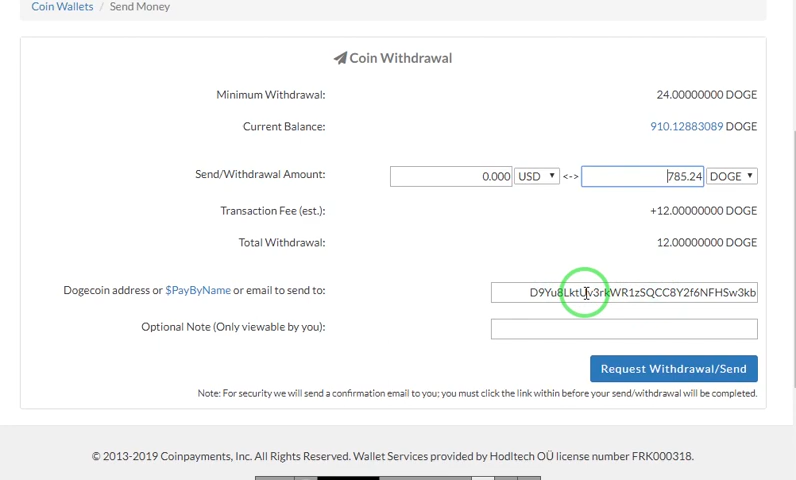 Coin Wallets / Send Money
Coin Withdrawal
Minimum Withdrawal: 24.00000000 DOGE
Current Balance: 910.12883089 DOGE
Send/Withdrawal Amount: 0.000 USD <-> 785.24 DOGE
Transaction Fee (est.): +12.00000000 DOGE
Total Withdrawal: 12.00000000 DOGE
Dogecoin address or $PayByName or email to send to:
Optional Note (Only viewable by you):
Request Withdrawal/Send
Note: For security we will send a confirmation email to you; you must click the link within before your send/withdrawal will be completed.
© 2013-2019 Coinpayments, Inc. All Rights Reserved. Wallet Services provided by Hodltech OÜ license number FRK000318.